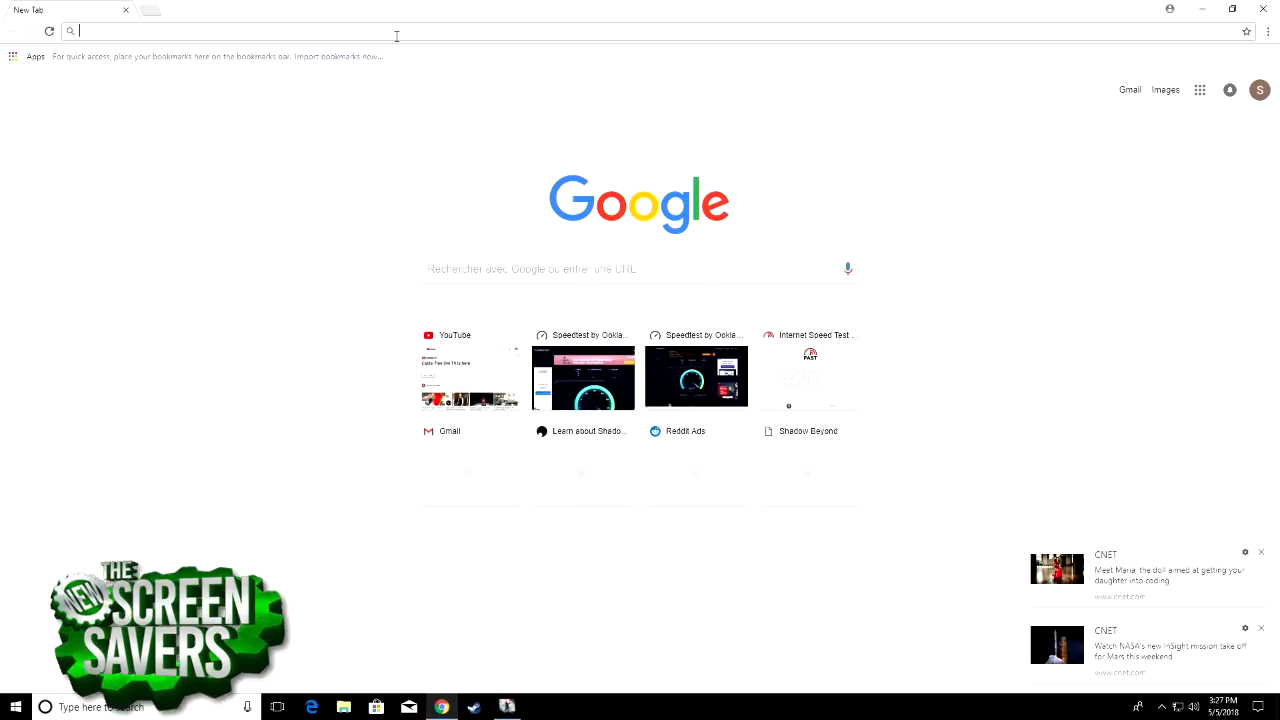 New Tab
Apps For quick access, place your bookmarks here on the bookmarks bar. Import bookmarks now...
Gmail Images S
Google
Rechercher avec Google ou entrer une URL
YouTube Speedtest by Ookla... Speedtest by Ookla... Internet Speed Test...
FAST
Gmail Learn about Shado... Reddit Ads Shadow Beyond
CNET
Meet Maria, the doll aimed at getting your
daughter into coding
www.cnet.com
CNET
Watch NASA's new InSight mission take off
for Mars this weekend
www.cnet.com
THE
NEW SCREEN
SAVERS
Type here to search
3:27 PM
5/5/2018